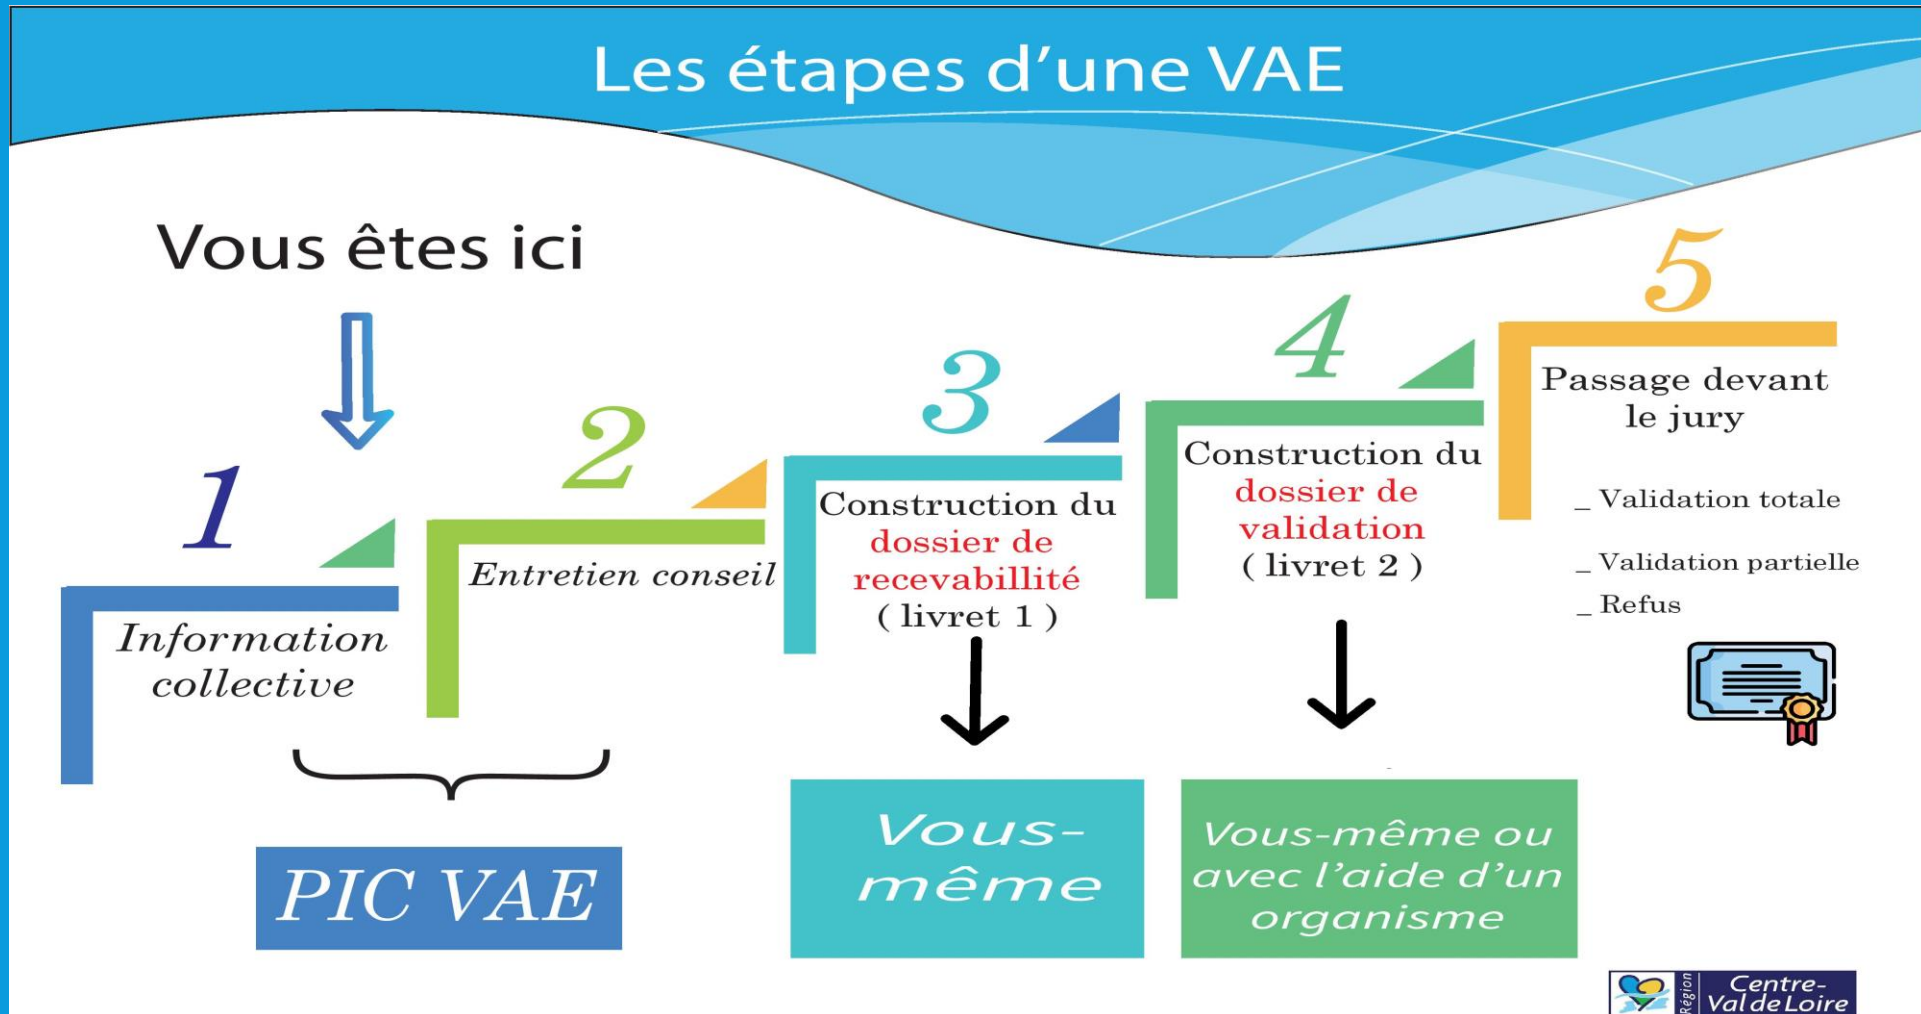 Les étapes d'une VAE
Vous êtes ici
1
Information
collective
2
Entretien conseil
3
Construction du
dossier de
recevabillité
( livret 1 )
4
Construction du
dossier de
validation
( livret 2 )
5
Passage devant
le jury
_ Validation totale
_ Validation partielle
_ Refus
PIC VAE
Vous-
même
Vous-même ou
avec l'aide d'un
organisme
Région
Centre-
Val de Loire